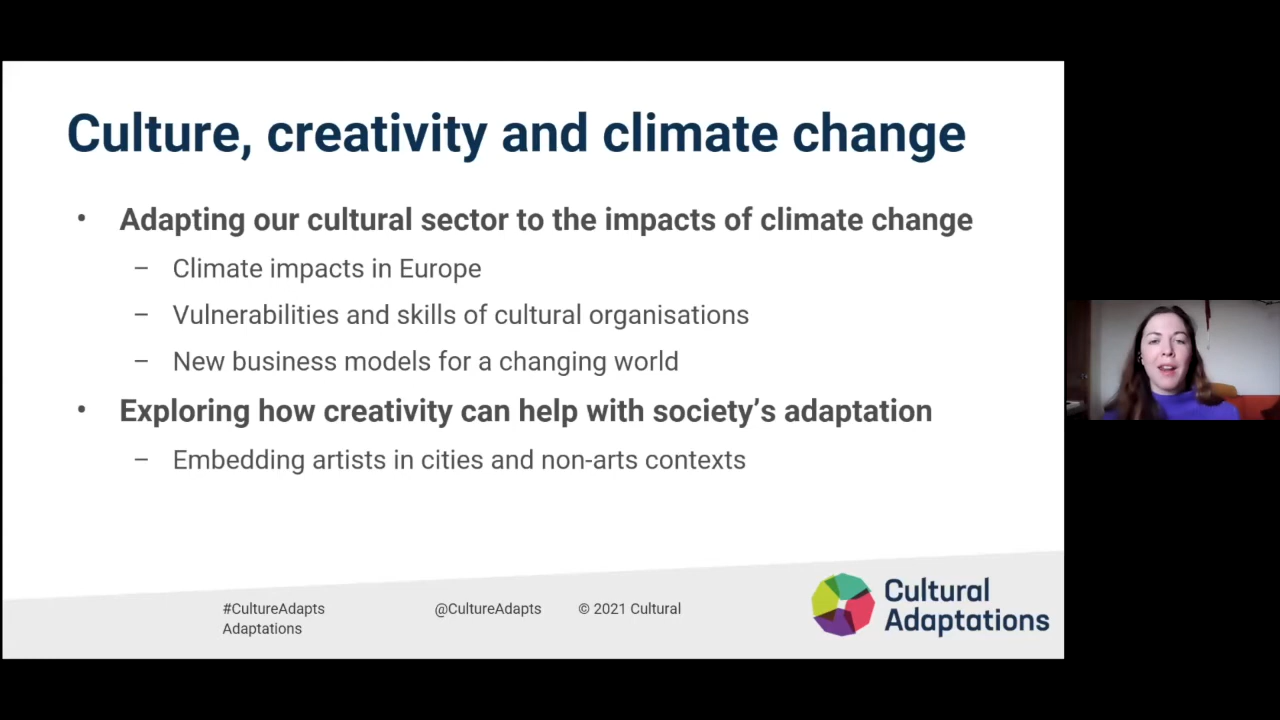 Culture, creativity and climate change
• Adapting our cultural sector to the impacts of climate change
– Climate impacts in Europe
– Vulnerabilities and skills of cultural organisations
– New business models for a changing world
• Exploring how creativity can help with society’s adaptation
– Embedding artists in cities and non-arts contexts
#CultureAdapts @CultureAdapts © 2021 Cultural
Adaptations
Cultural
Adaptations